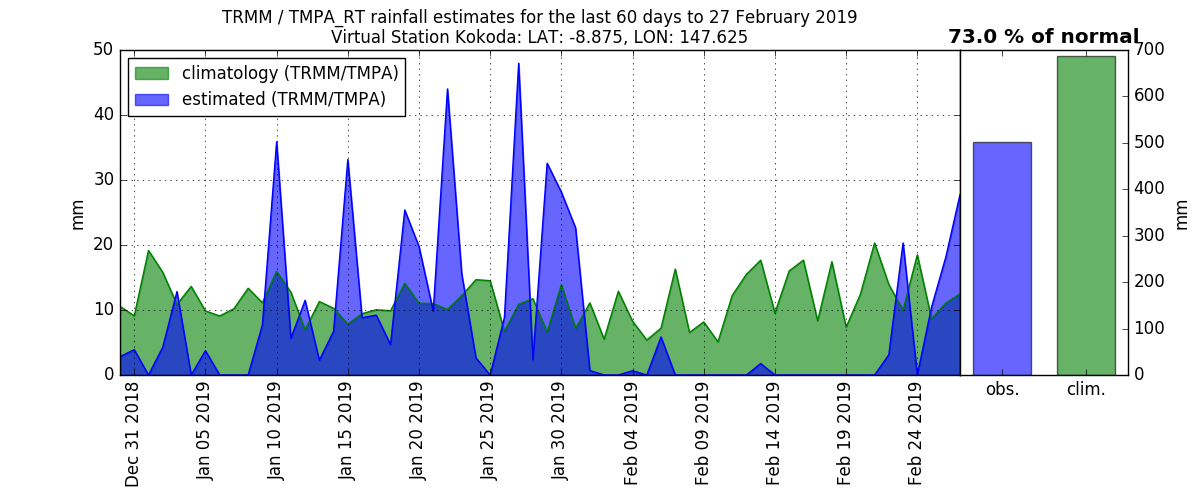 TRMM / TMPA_RT rainfall estimates for the last 60 days to 27 February 2019
Virtual Station Kokoda: LAT: -8.875, LON: 147.625
73.0 % of normal
climatology (TRMM/TMPA)
estimated (TRMM/TMPA)
50
40
30
20
10
0
mm
Dec 31 2018
Jan 05 2019
Jan 10 2019
Jan 15 2019
Jan 20 2019
Jan 25 2019
Jan 30 2019
Feb 04 2019
Feb 09 2019
Feb 14 2019
Feb 19 2019
Feb 24 2019
700
600
500
400
300
200
100
0
mm
obs.
clim.